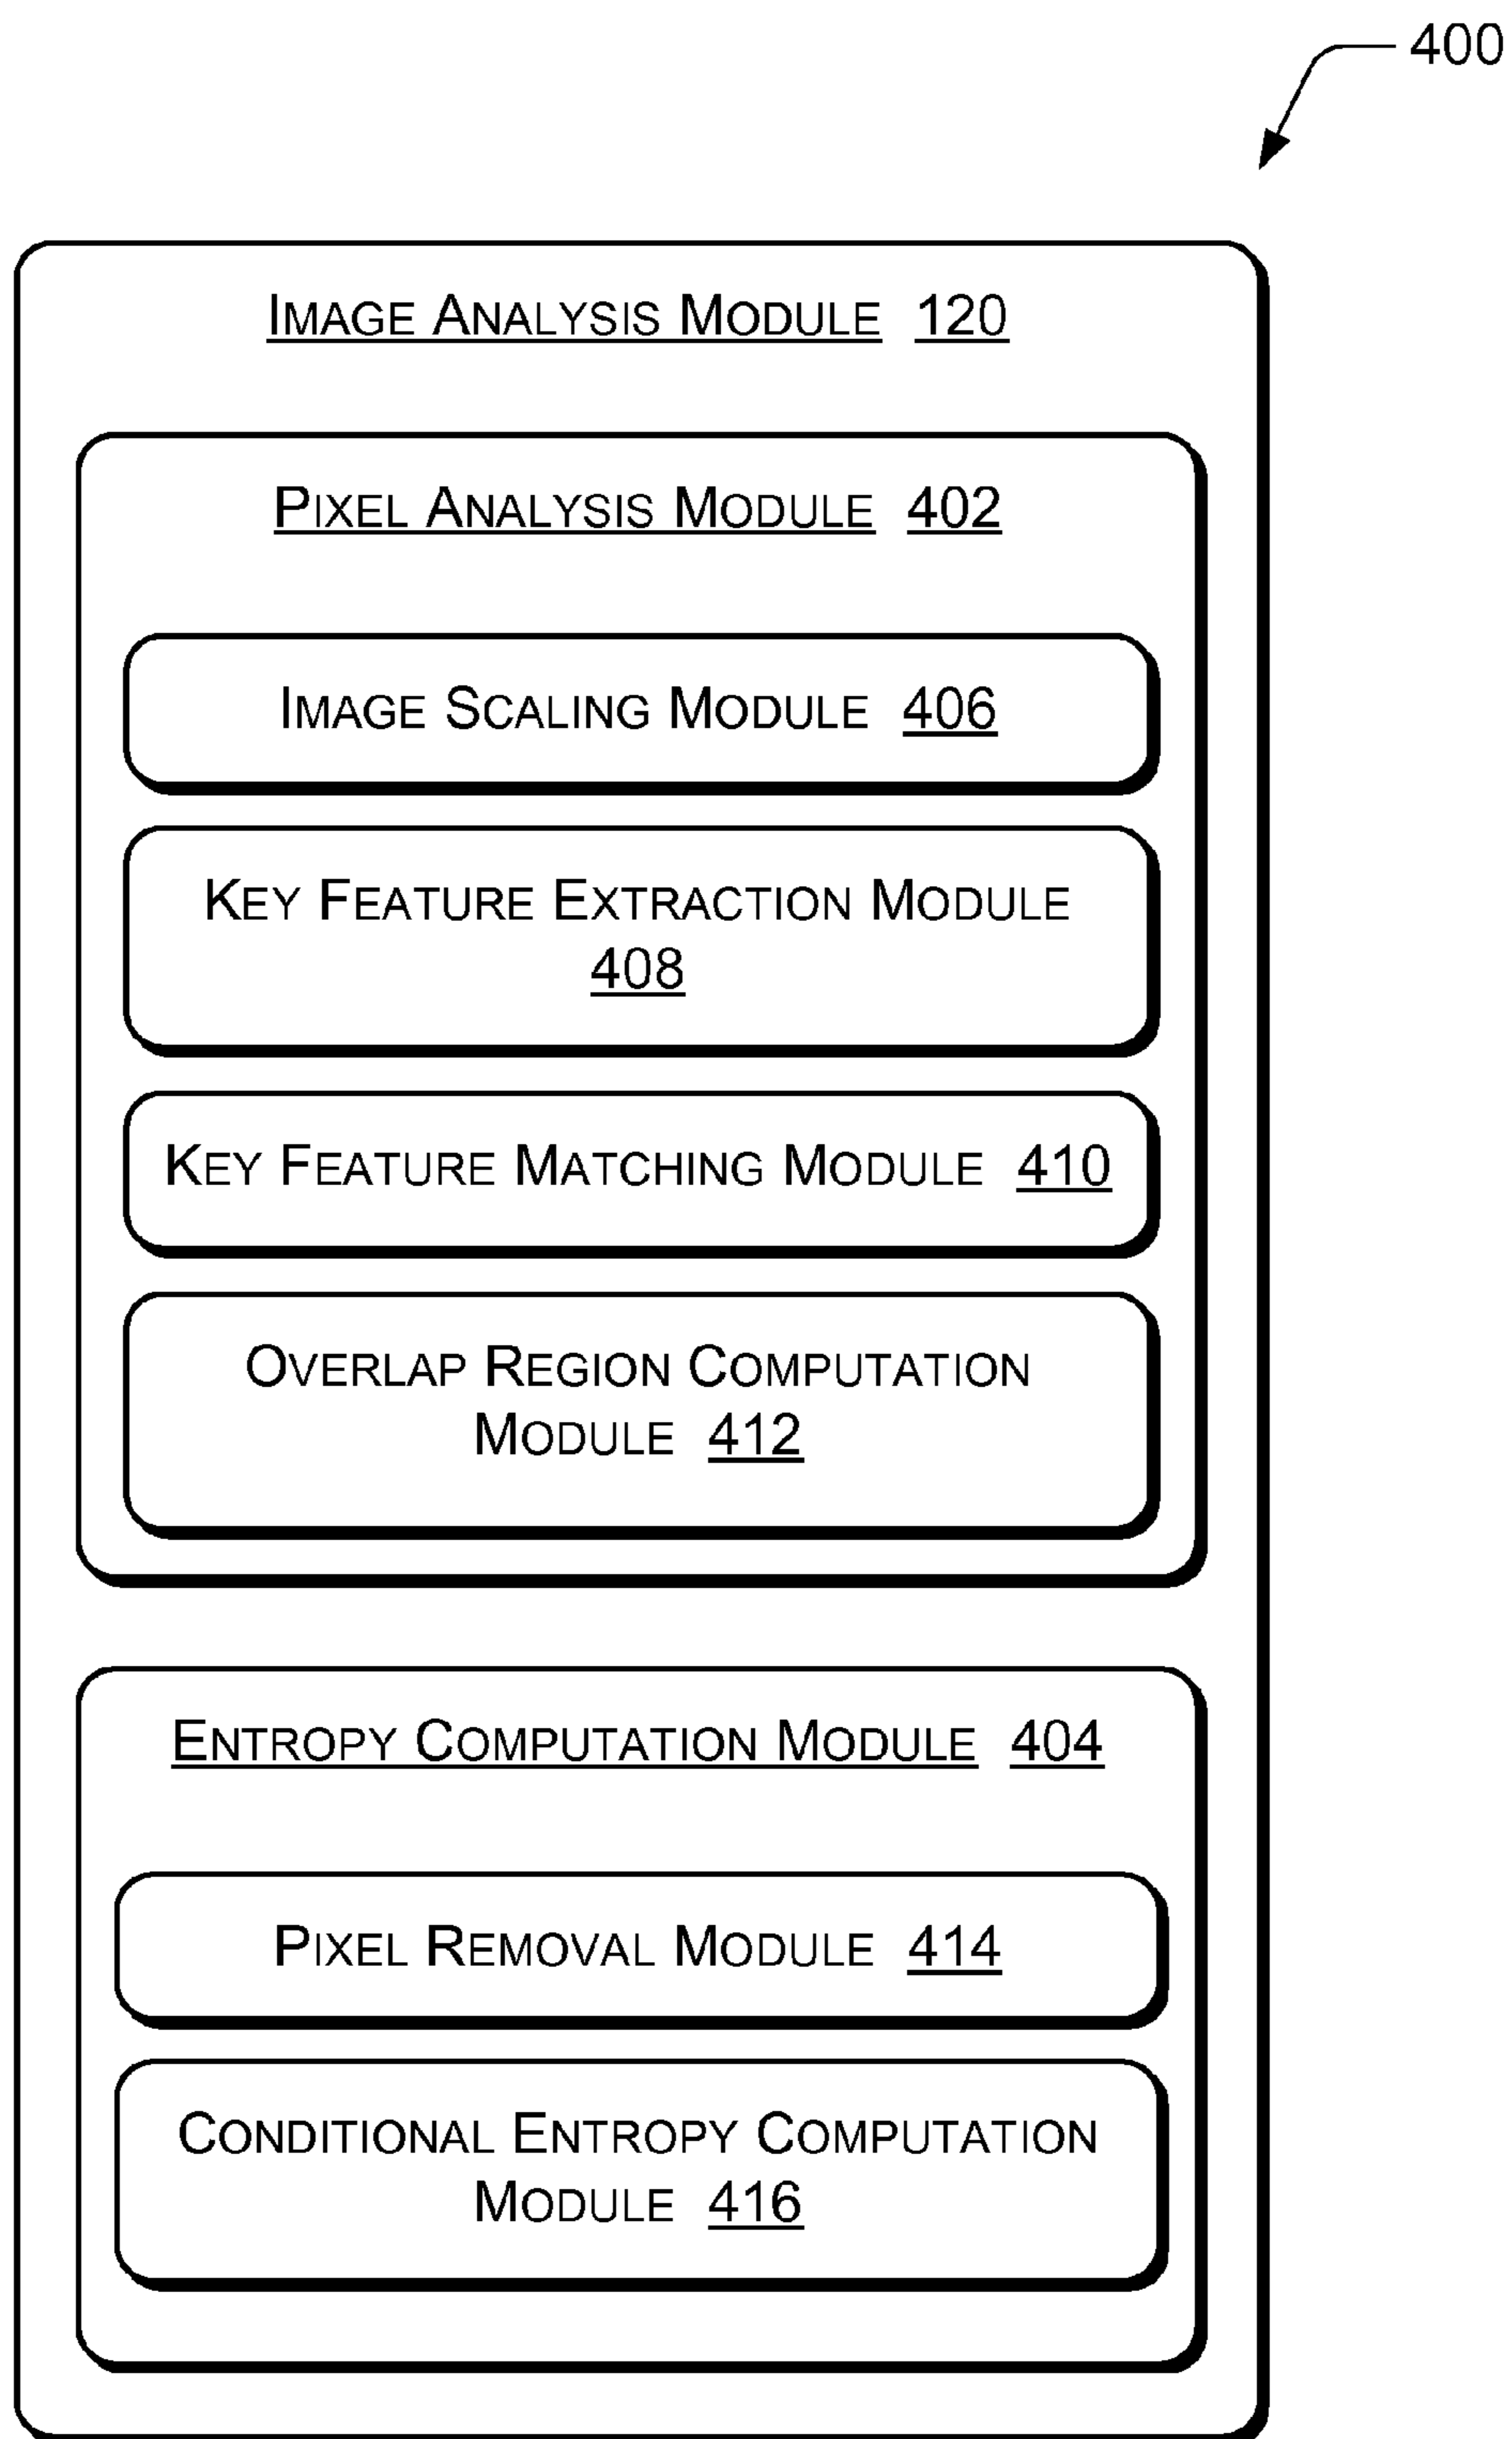 400
IMAGE ANALYSIS MODULE 120
PIXEL ANALYSIS MODULE 402
IMAGE SCALING MODULE 406
KEY FEATURE EXTRACTION MODULE
408
KEY FEATURE MATCHING MODULE 410
OVERLAP REGION COMPUTATION
MODULE 412
ENTROPY COMPUTATION MODULE 404
PIXEL REMOVAL MODULE 414
CONDITIONAL ENTROPY COMPUTATION
MODULE 416